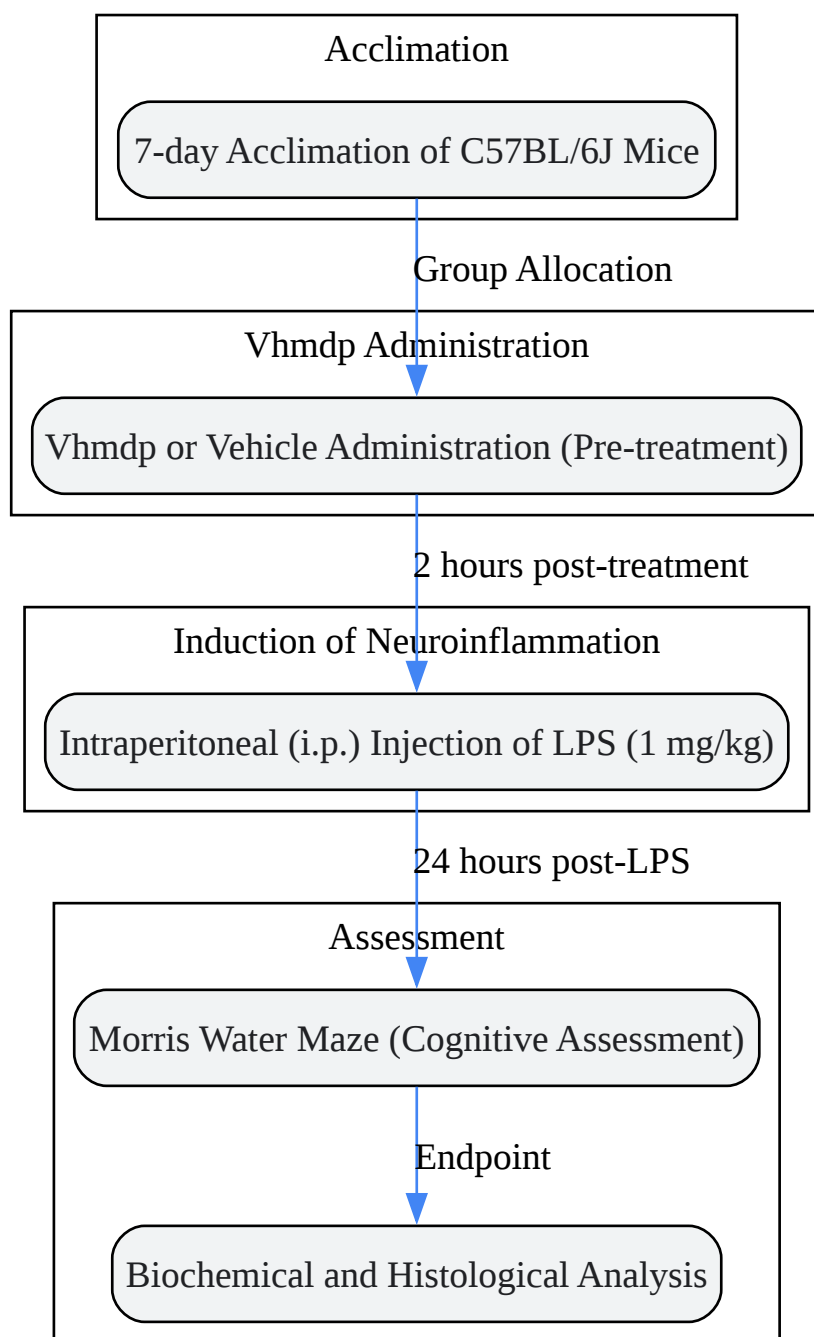 Acclimation
7-day Acclimation of C57BL/6J Mice
Group Allocation
Vhmdp Administration
Vhmdp or Vehicle Administration (Pre-treatment)
2 hours post-treatment
Induction of Neuroinflammation
Intraperitoneal (i.p.) Injection of LPS (1 mg/kg)
24 hours post-LPS
Assessment
Morris Water Maze (Cognitive Assessment)
Endpoint
Biochemical and Histological Analysis